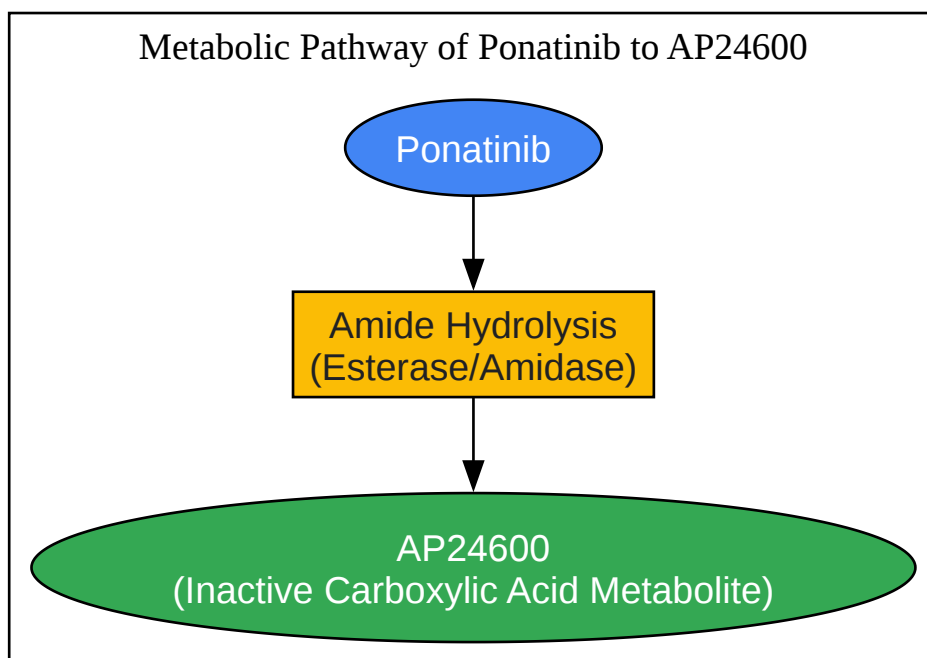 Metabolic Pathway of Ponatinib to AP24600
Ponatinib
Amide Hydrolysis
(Esterase/Amidase)
AP24600
(Inactive Carboxylic Acid Metabolite)